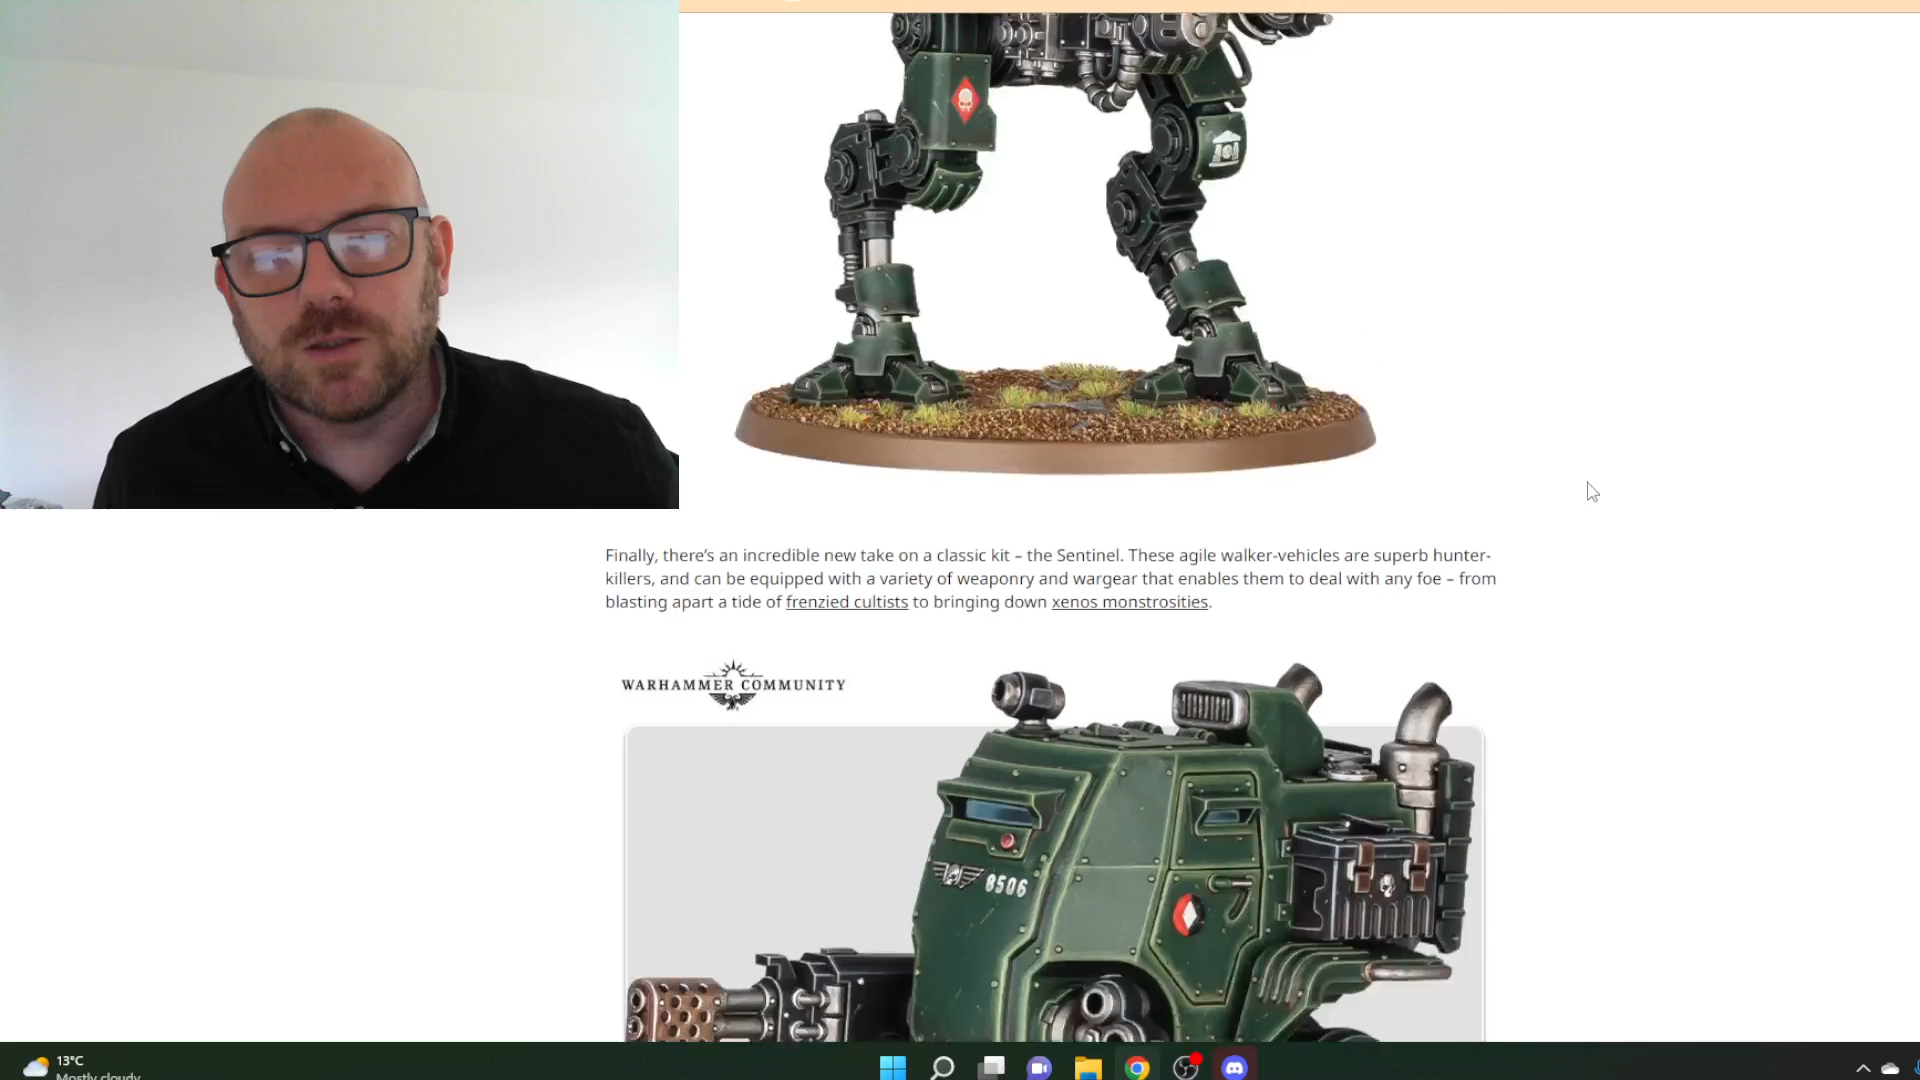 Finally, there's an incredible new take on a classic kit – the Sentinel. These agile walker-vehicles are superb hunter-
killers, and can be equipped with a variety of weaponry and wargear that enables them to deal with any foe – from
blasting apart a tide of frenzied cultists to bringing down xenos monstrosities.
WARHAMMER COMMUNITY
8506
13°C
Mostly cloudy